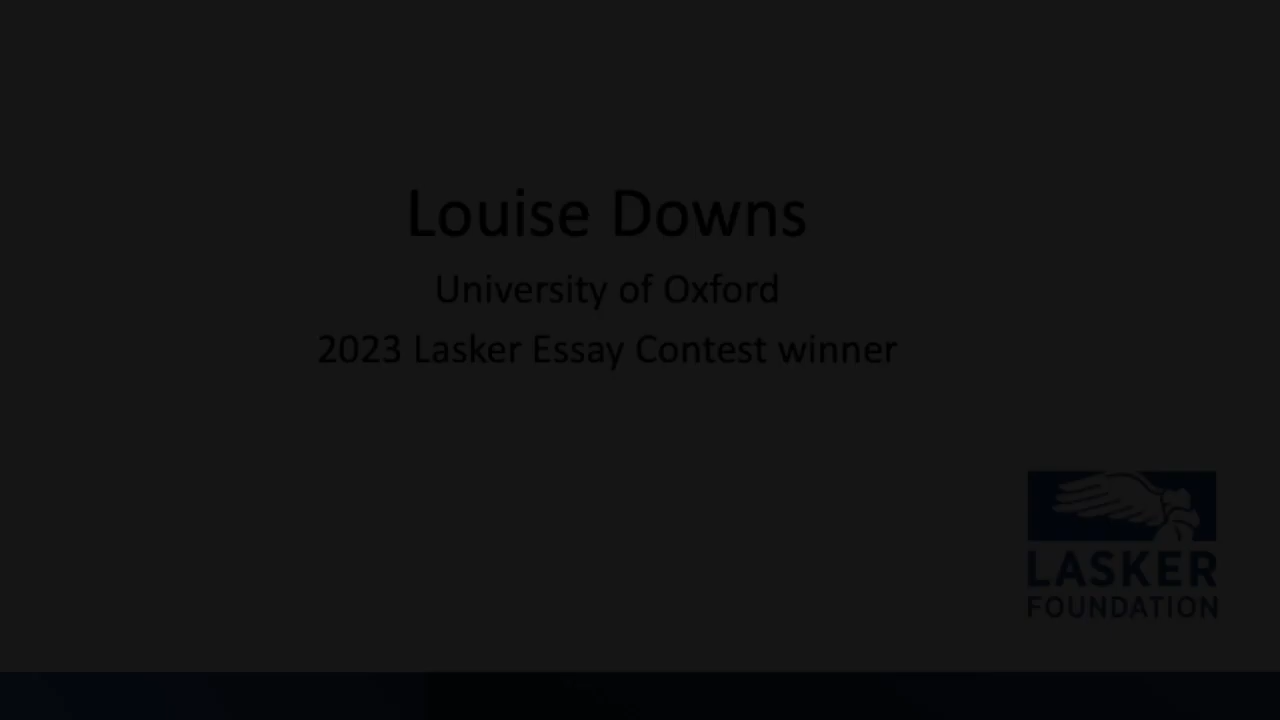 Louise Downs
University of Oxford
2023 Lasker Essay Contest winner
LASKER
FOUNDATION